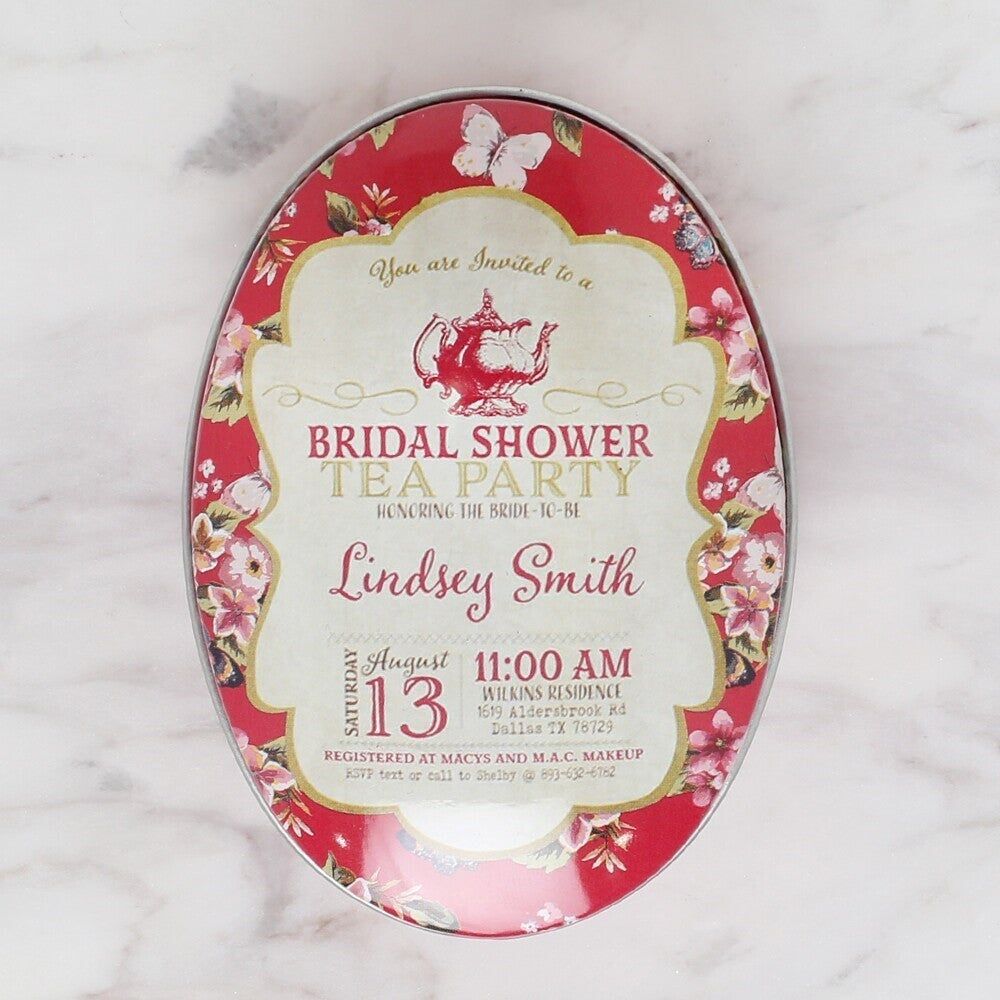 You are Invited to a
BRIDAL SHOWER
TEA PARTY
HONORING THE BRIDE-TO-BE
Lindsey Smith
SATURDAY
August
13
11:00 AM
WILKINS RESIDENCE
1619 Aldersbrook Rd
Dallas TX 78729
REGISTERED AT MACYS AND M.A.C. MAKEUP
RSVP text or call to Shelby @ 893-632-6782